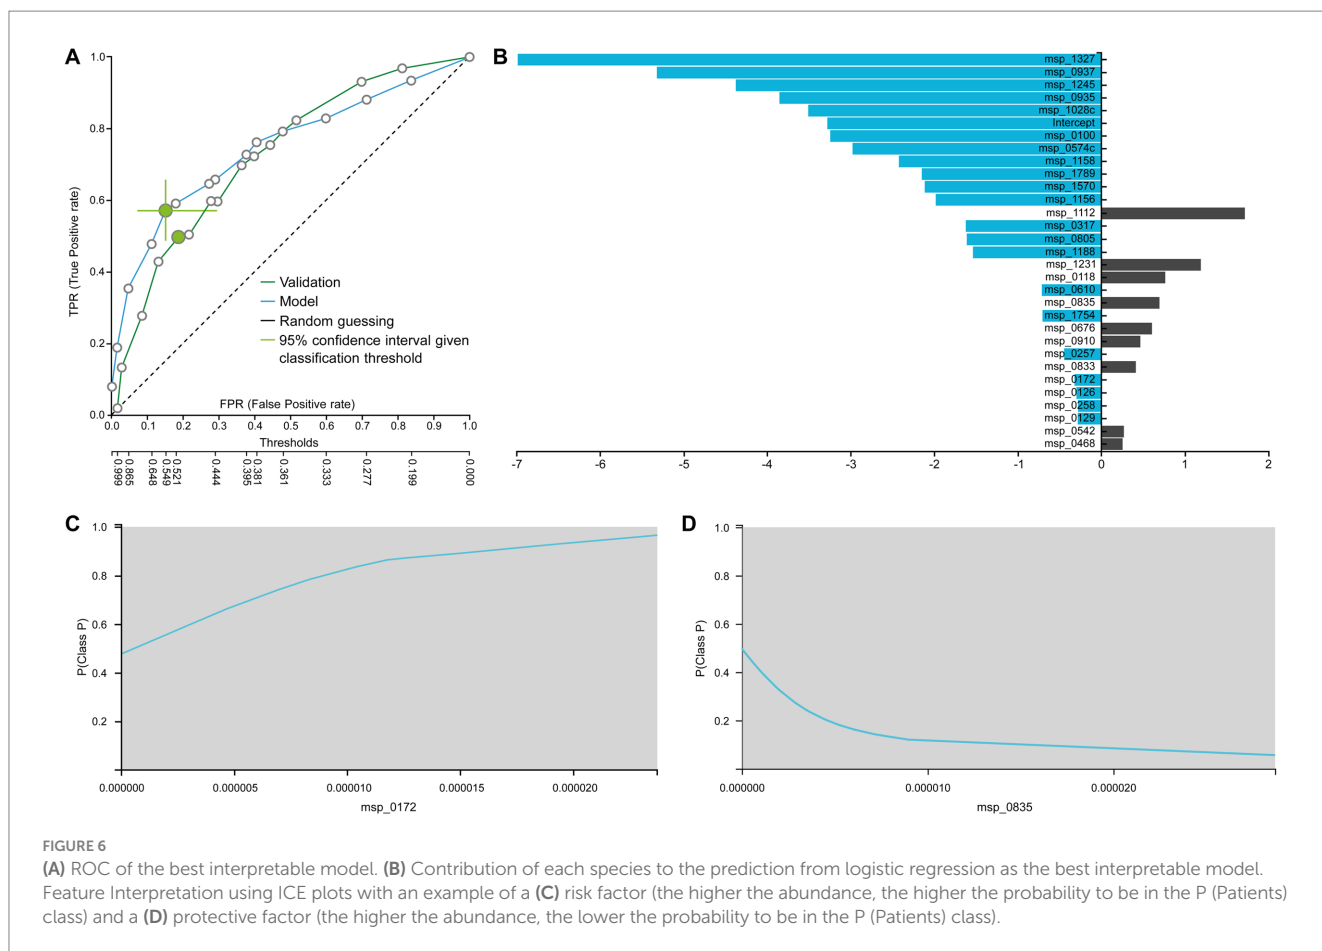 A
1.0
0.8
0.6
0.4
0.2
0.0
TPR (True Positive rate)
Validation
Model
Random guessing
95% confidence interval given
classification threshold
FPR (False Positive rate)
0.0 0.1 0.2 0.3 0.4 0.5 0.6 0.7 0.8 0.9 1.0
Thresholds
0.999 0.865 0.648 0.549 0.521 0.444 0.395 0.381 0.361 0.333 0.277 0.199 0.000
B
msp_1327
msp_0937
msp_1245
msp_0935
msp_1028c
Intercept
msp_0100
msp_0574c
msp_1158
msp_1789
msp_1570
msp_1156
msp_1112
msp_0317
msp_0805
msp_1188
msp_1231
msp_0118
msp_0610
msp_0835
msp_1754
msp_0676
msp_0910
msp_0257
msp_0833
msp_0172
msp_0126
msp_0258
msp_0129
msp_0542
msp_0468
-7 -6 -5 -4 -3 -2 -1 0 1 2
C
1.0
0.8
0.6
0.4
0.2
P(Class P)
0.000000 0.000005 0.000010 0.000015 0.000020
msp_0172
D
1.0
0.8
0.6
0.4
0.2
P(Class P)
0.000000 0.000010 0.000020
msp_0835
FIGURE 6
(A) ROC of the best interpretable model. (B) Contribution of each species to the prediction from logistic regression as the best interpretable model.
Feature Interpretation using ICE plots with an example of a (C) risk factor (the higher the abundance, the higher the probability to be in the P (Patients)
class) and a (D) protective factor (the higher the abundance, the lower the probability to be in the P (Patients) class).